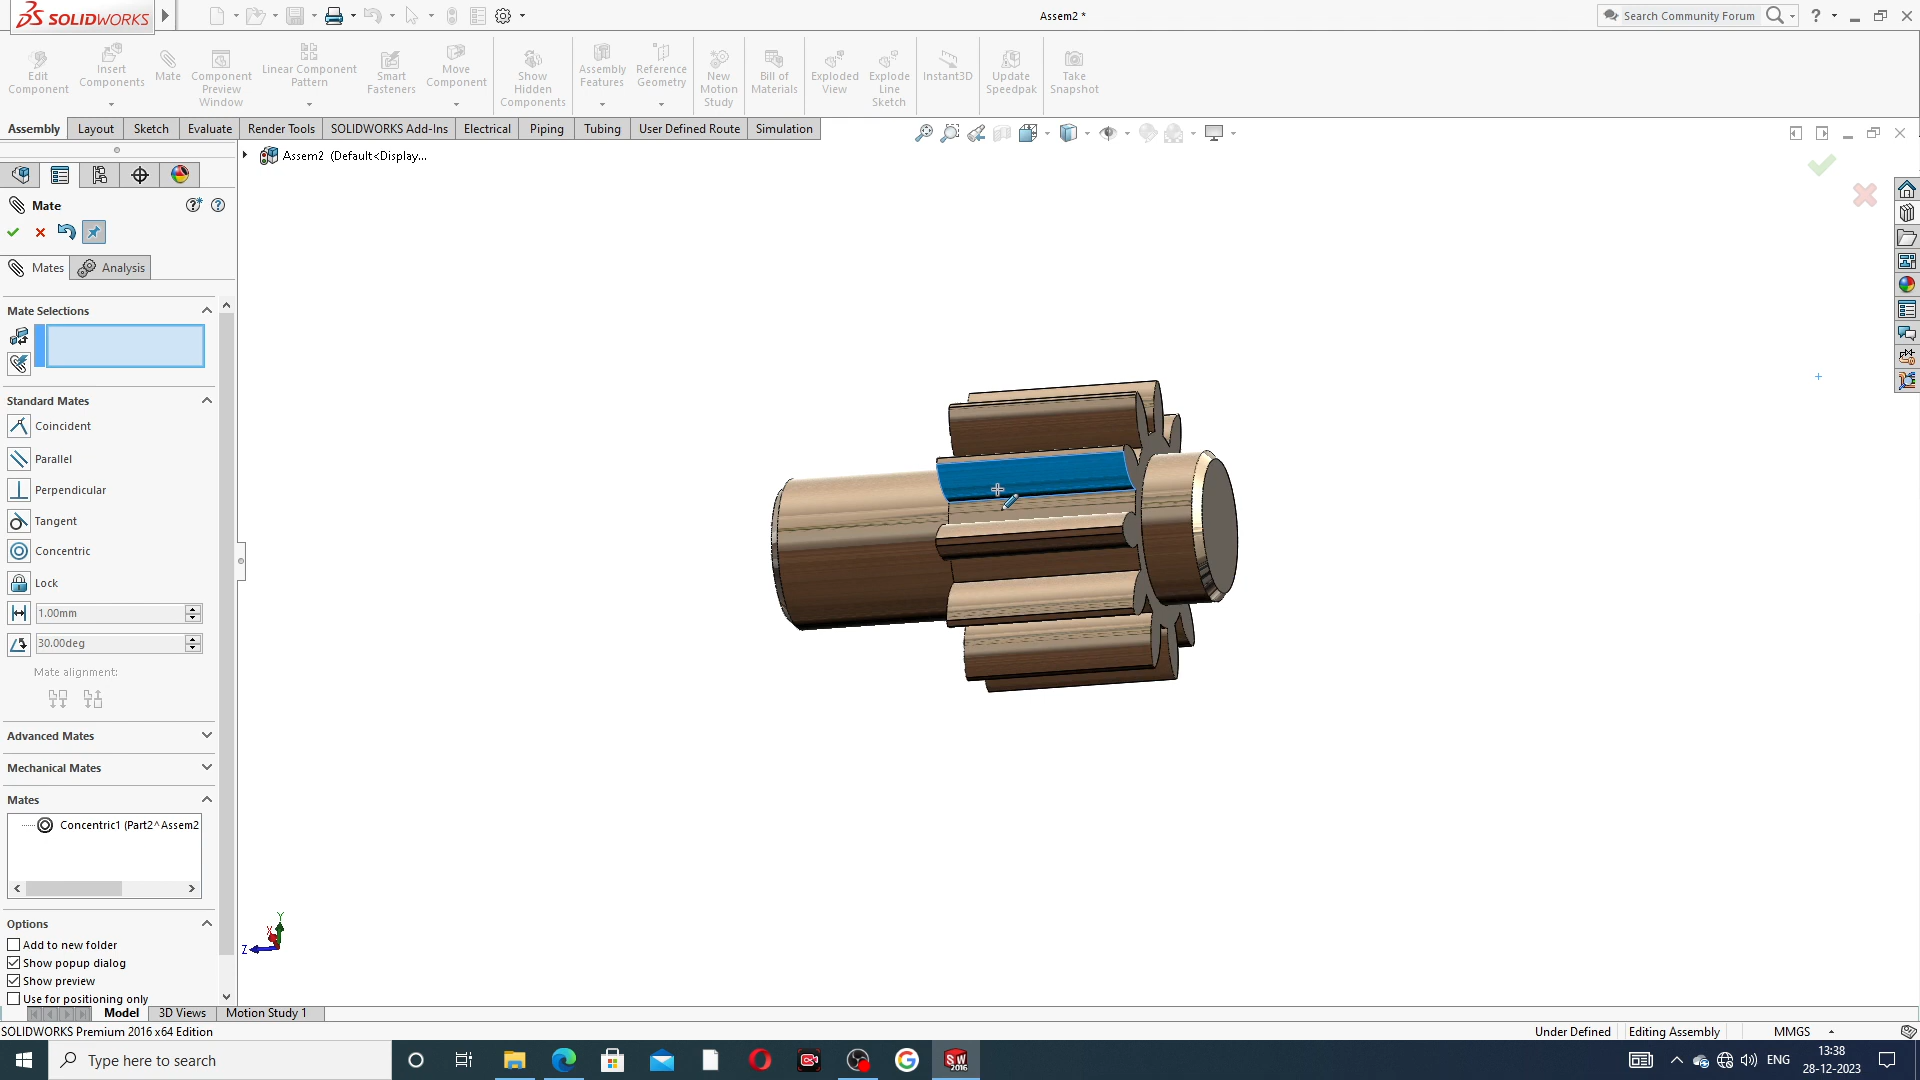 SOLIDWORKS
Assem2 *
Search Community Forum
?
Edit Component
Insert Components
Mate
Component Preview Window
Linear Component Pattern
Smart Fasteners
Move Component
Show Hidden Components
Assembly Features
Reference Geometry
New Motion Study
Bill of Materials
Exploded View
Explode Line Sketch
Instant3D
Update Speedpak
Take Snapshot
Assembly
Layout
Sketch
Evaluate
Render Tools
SOLIDWORKS Add-Ins
Electrical
Piping
Tubing
User Defined Route
Simulation
Assem2 (Default<Display...
Mate
Mates
Analysis
Mate Selections
Standard Mates
Coincident
Parallel
Perpendicular
Tangent
Concentric
Lock
1.00mm
30.00deg
Mate alignment:
Advanced Mates
Mechanical Mates
Mates
Concentric1 (Part2^Assem2
Options
Add to new folder
Show popup dialog
Show preview
Use for positioning only
Y
X
Z
Model
3D Views
Motion Study 1
SOLIDWORKS Premium 2016 x64 Edition
Under Defined
Editing Assembly
MMGS
Type here to search
SW
2016
ENG
13:38
28-12-2023